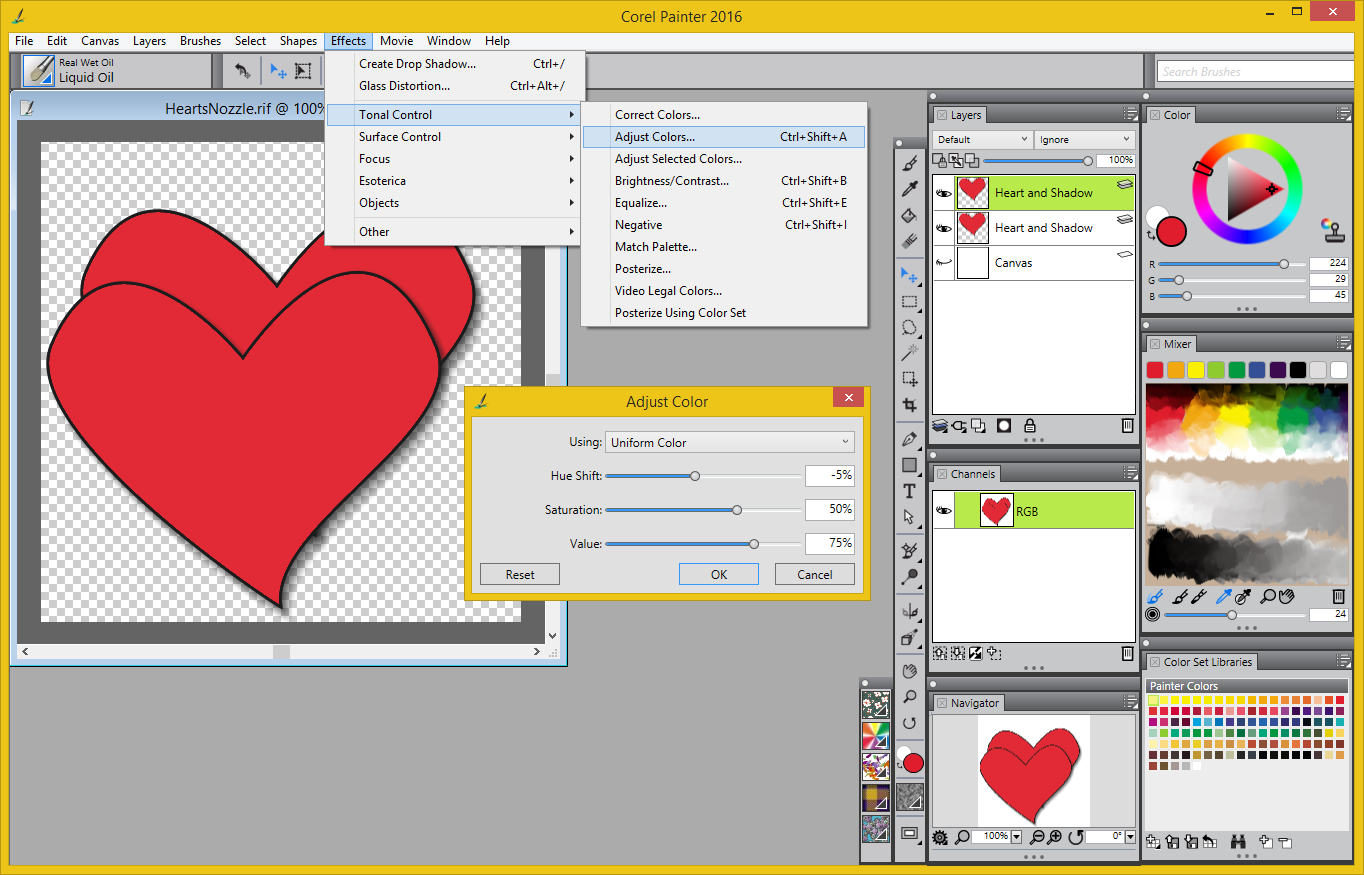 Corel Painter 2016
File Edit Canvas Layers Brushes Select Shapes Effects Movie Window Help
Real Wet Oil
Liquid Oil
Search Brushes
HeartsNozzle.rif @ 100%
Create Drop Shadow... Ctrl+/
Glass Distortion... Ctrl+Alt+/
Tonal Control
Surface Control
Focus
Esoterica
Objects
Other
Correct Colors...
Adjust Colors... Ctrl+Shift+A
Adjust Selected Colors...
Brightness/Contrast... Ctrl+Shift+B
Equalize... Ctrl+Shift+E
Negative Ctrl+Shift+I
Match Palette...
Posterize...
Video Legal Colors...
Posterize Using Color Set
Adjust Color
Using: Uniform Color
Hue Shift: -5%
Saturation: 50%
Value: 75%
Reset OK Cancel
Layers
Default Ignore
100%
Heart and Shadow
Heart and Shadow
Canvas
Channels
RGB
Navigator
100% 0°
Color
R 224
G 29
B 45
Mixer
24
Color Set Libraries
Painter Colors